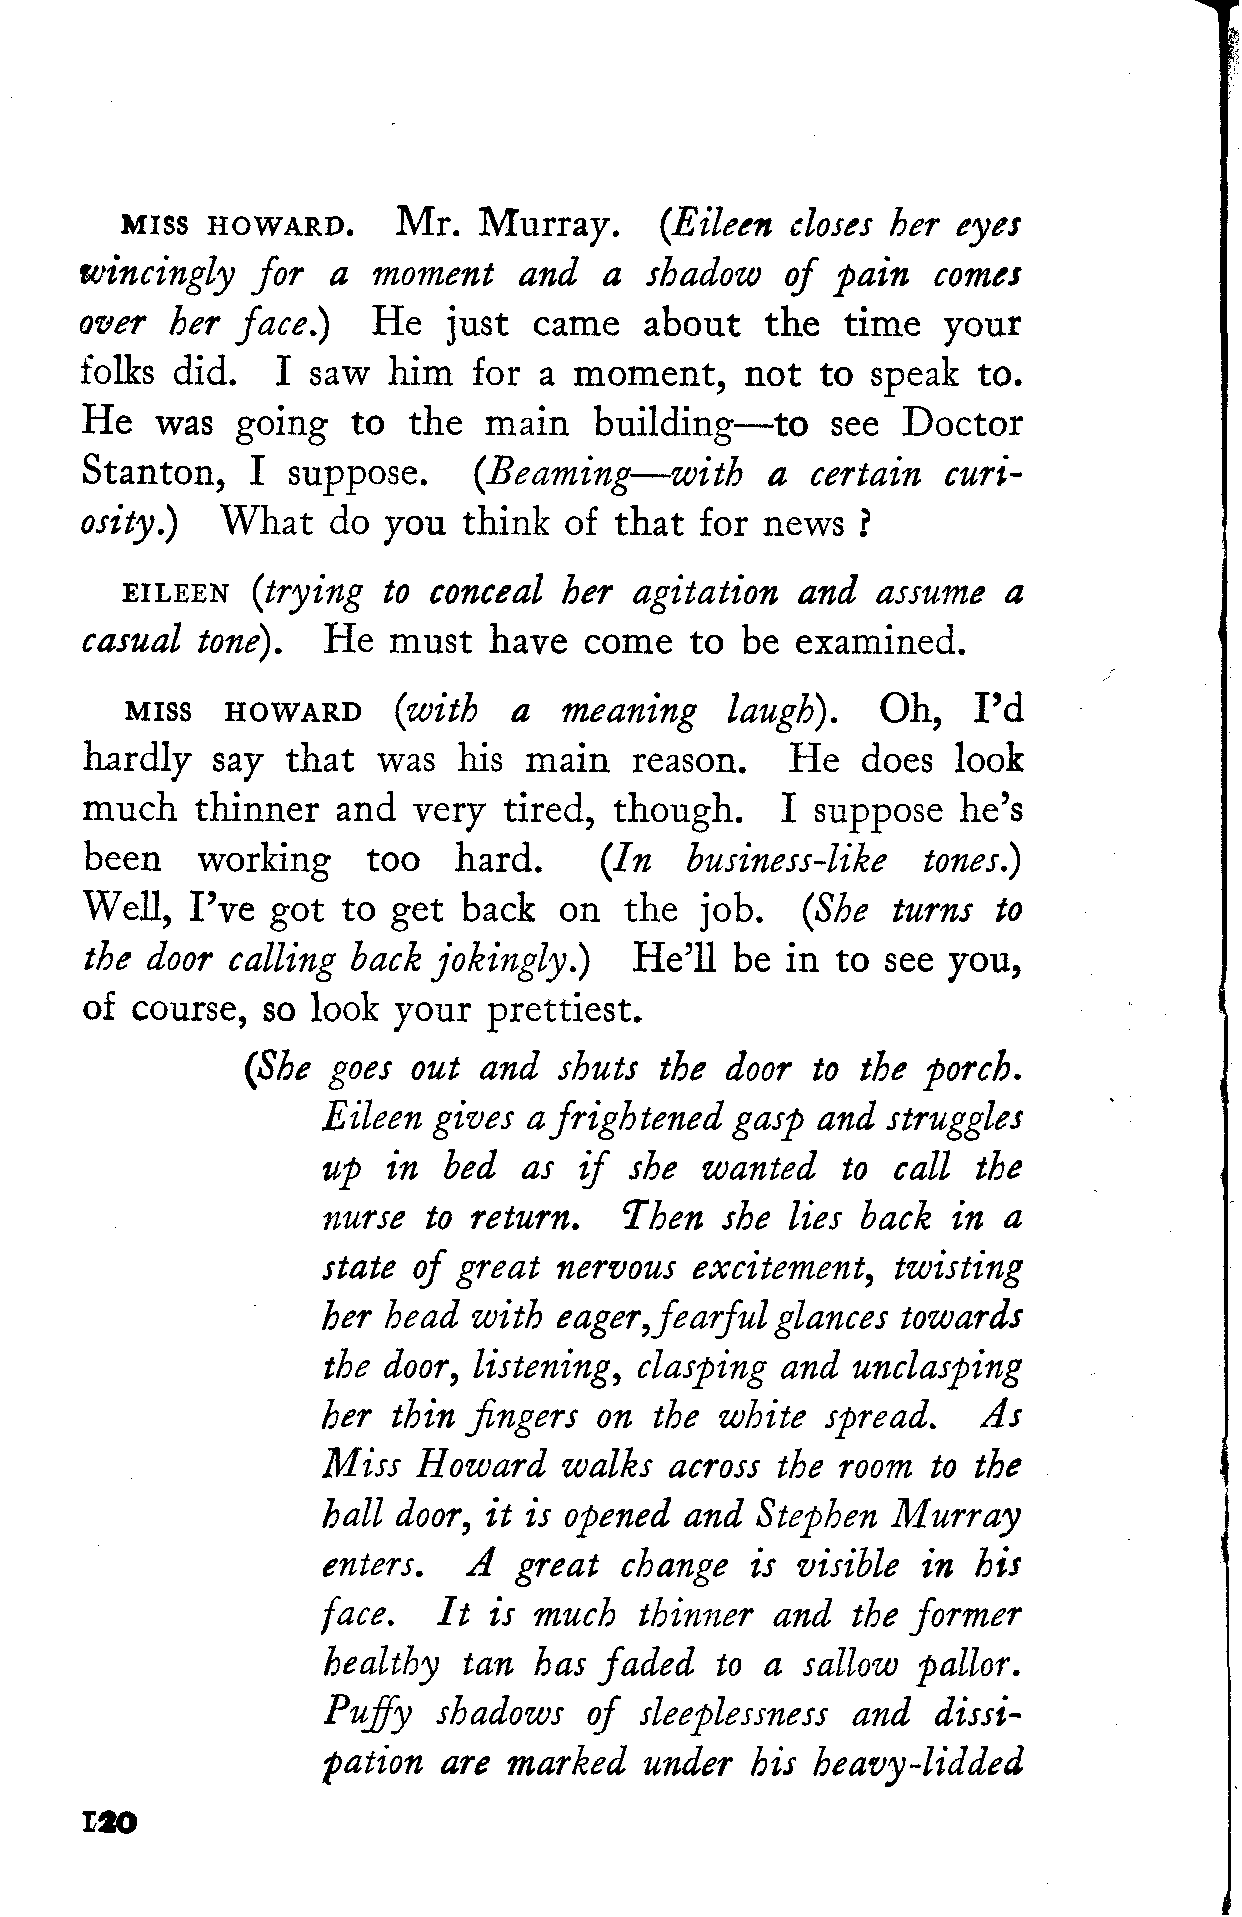 MISS HOWARD. Mr. Murray. (Eileen closes her eyes
wincingly for a moment and a shadow of pain comes
over her face.) He just came about the time your
folks did. I saw him for a moment, not to speak to.
He was going to the main building—to see Doctor
Stanton, I suppose. (Beaming—with a certain curi-
osity.) What do you think of that for news ?
EILEEN (trying to conceal her agitation and assume a
casual tone). He must have come to be examined.
MISS HOWARD (with a meaning laugh). Oh, I'd
hardly say that was his main reason. He does look
much thinner and very tired, though. I suppose he's
been working too hard. (In business-like tones.)
Well, I've got to get back on the job. (She turns to
the door calling back jokingly.) He'll be in to see you,
of course, so look your prettiest.
(She goes out and shuts the door to the porch.
Eileen gives a frightened gasp and struggles
up in bed as if she wanted to call the
nurse to return. Then she lies back in a
state of great nervous excitement, twisting
her head with eager, fearful glances towards
the door, listening, clasping and unclasping
her thin fingers on the white spread. As
Miss Howard walks across the room to the
hall door, it is opened and Stephen Murray
enters. A great change is visible in his
face. It is much thinner and the former
healthy tan has faded to a sallow pallor.
Puffy shadows of sleeplessness and dissi-
pation are marked under his heavy-lidded
120